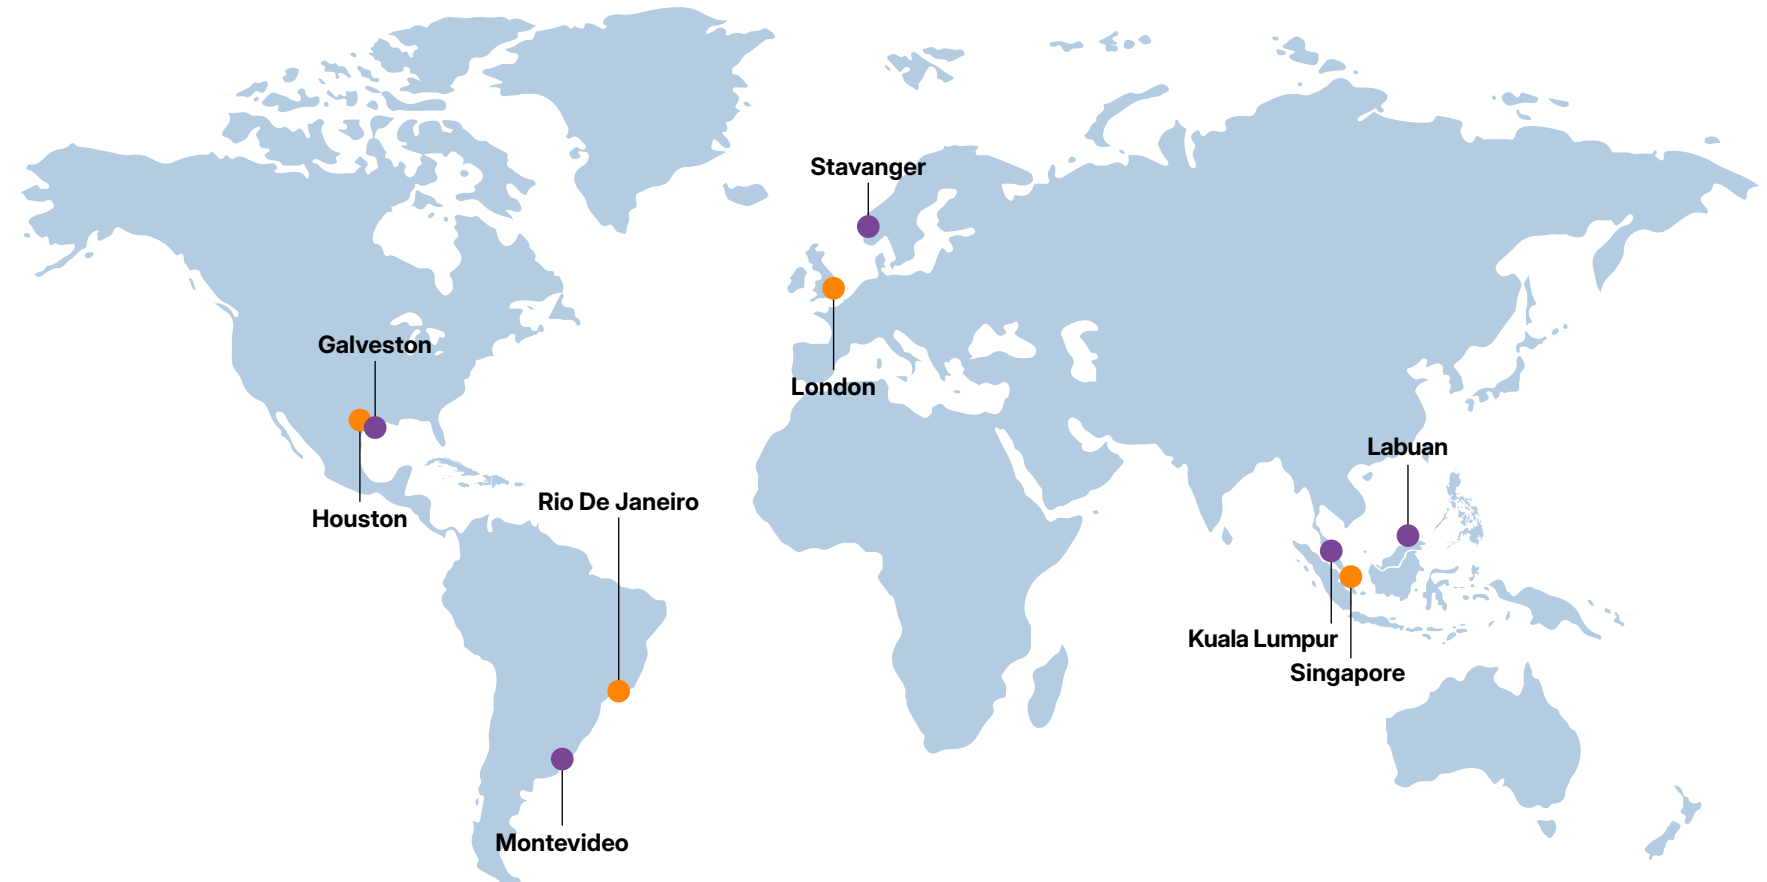 Stavanger
Galveston
London
Labuan
Rio De Janeiro
Houston
Kuala Lumpur
Singapore
Montevideo